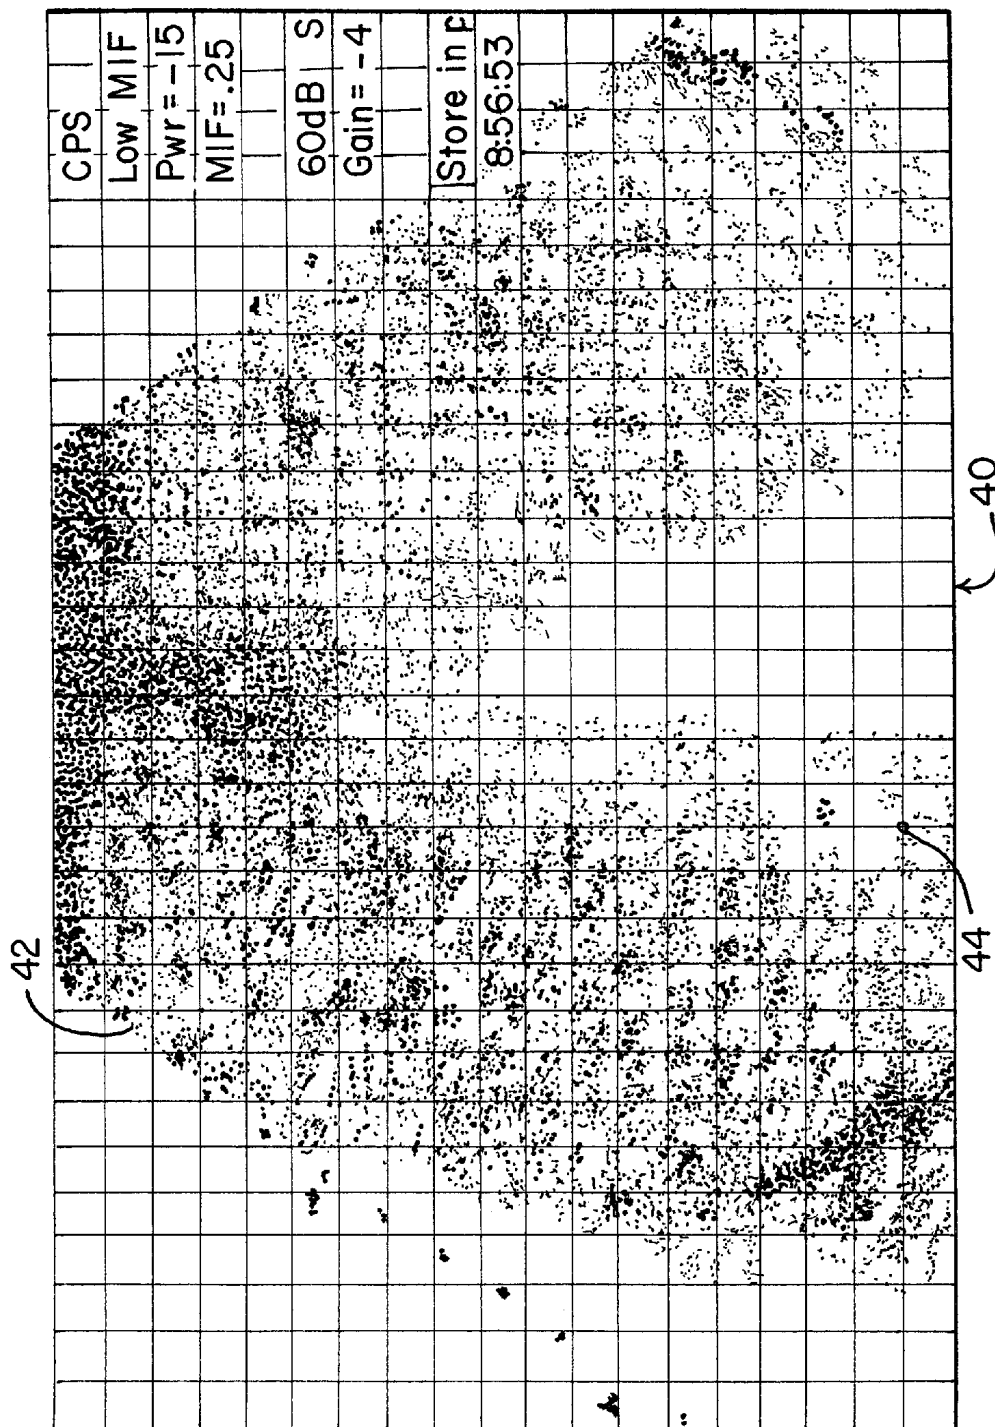 CPS
Low MIF
Pwr=-15
MIF=.25
60dB S
Gain= -4
Store in p
8:56:53
42
44
40